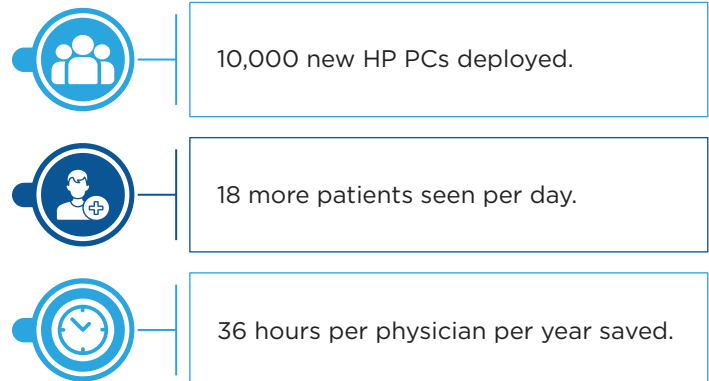 10,000 new HP PCs deployed.
18 more patients seen per day.
36 hours per physician per year saved.